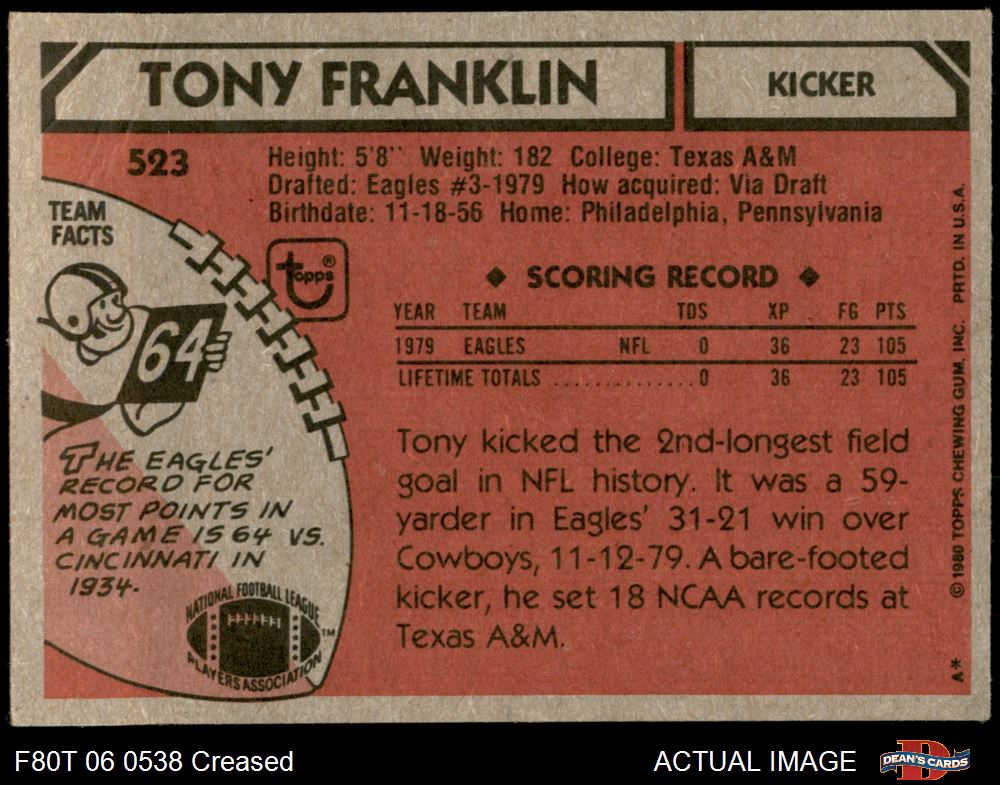 TONY FRANKLIN
KICKER
523
Height: 5'8" Weight: 182 College: Texas A&M
Drafted: Eagles #3-1979 How acquired: Via Draft
Birthdate: 11-18-56 Home: Philadelphia, Pennsylvania
TEAM
FACTS
64
topps®
◆ SCORING RECORD ◆
YEAR TEAM TDS XP FG PTS
1979 EAGLES NFL 0 36 23 105
LIFETIME TOTALS ..............0 36 23 105
THE EAGLES'
RECORD FOR
MOST POINTS IN
A GAME IS 64 VS.
CINCINNATI IN
1934.
NATIONAL FOOTBALL LEAGUE
PLAYERS ASSOCIATION
™
Tony kicked the 2nd-longest field
goal in NFL history. It was a 59-
yarder in Eagles' 31-21 win over
Cowboys, 11-12-79. A bare-footed
kicker, he set 18 NCAA records at
Texas A&M.
A* © 1980 TOPPS CHEWING GUM, INC. PRTD. IN U.S.A.
F80T 06 0538 Creased
ACTUAL IMAGE
D
DEAN'S CARDS